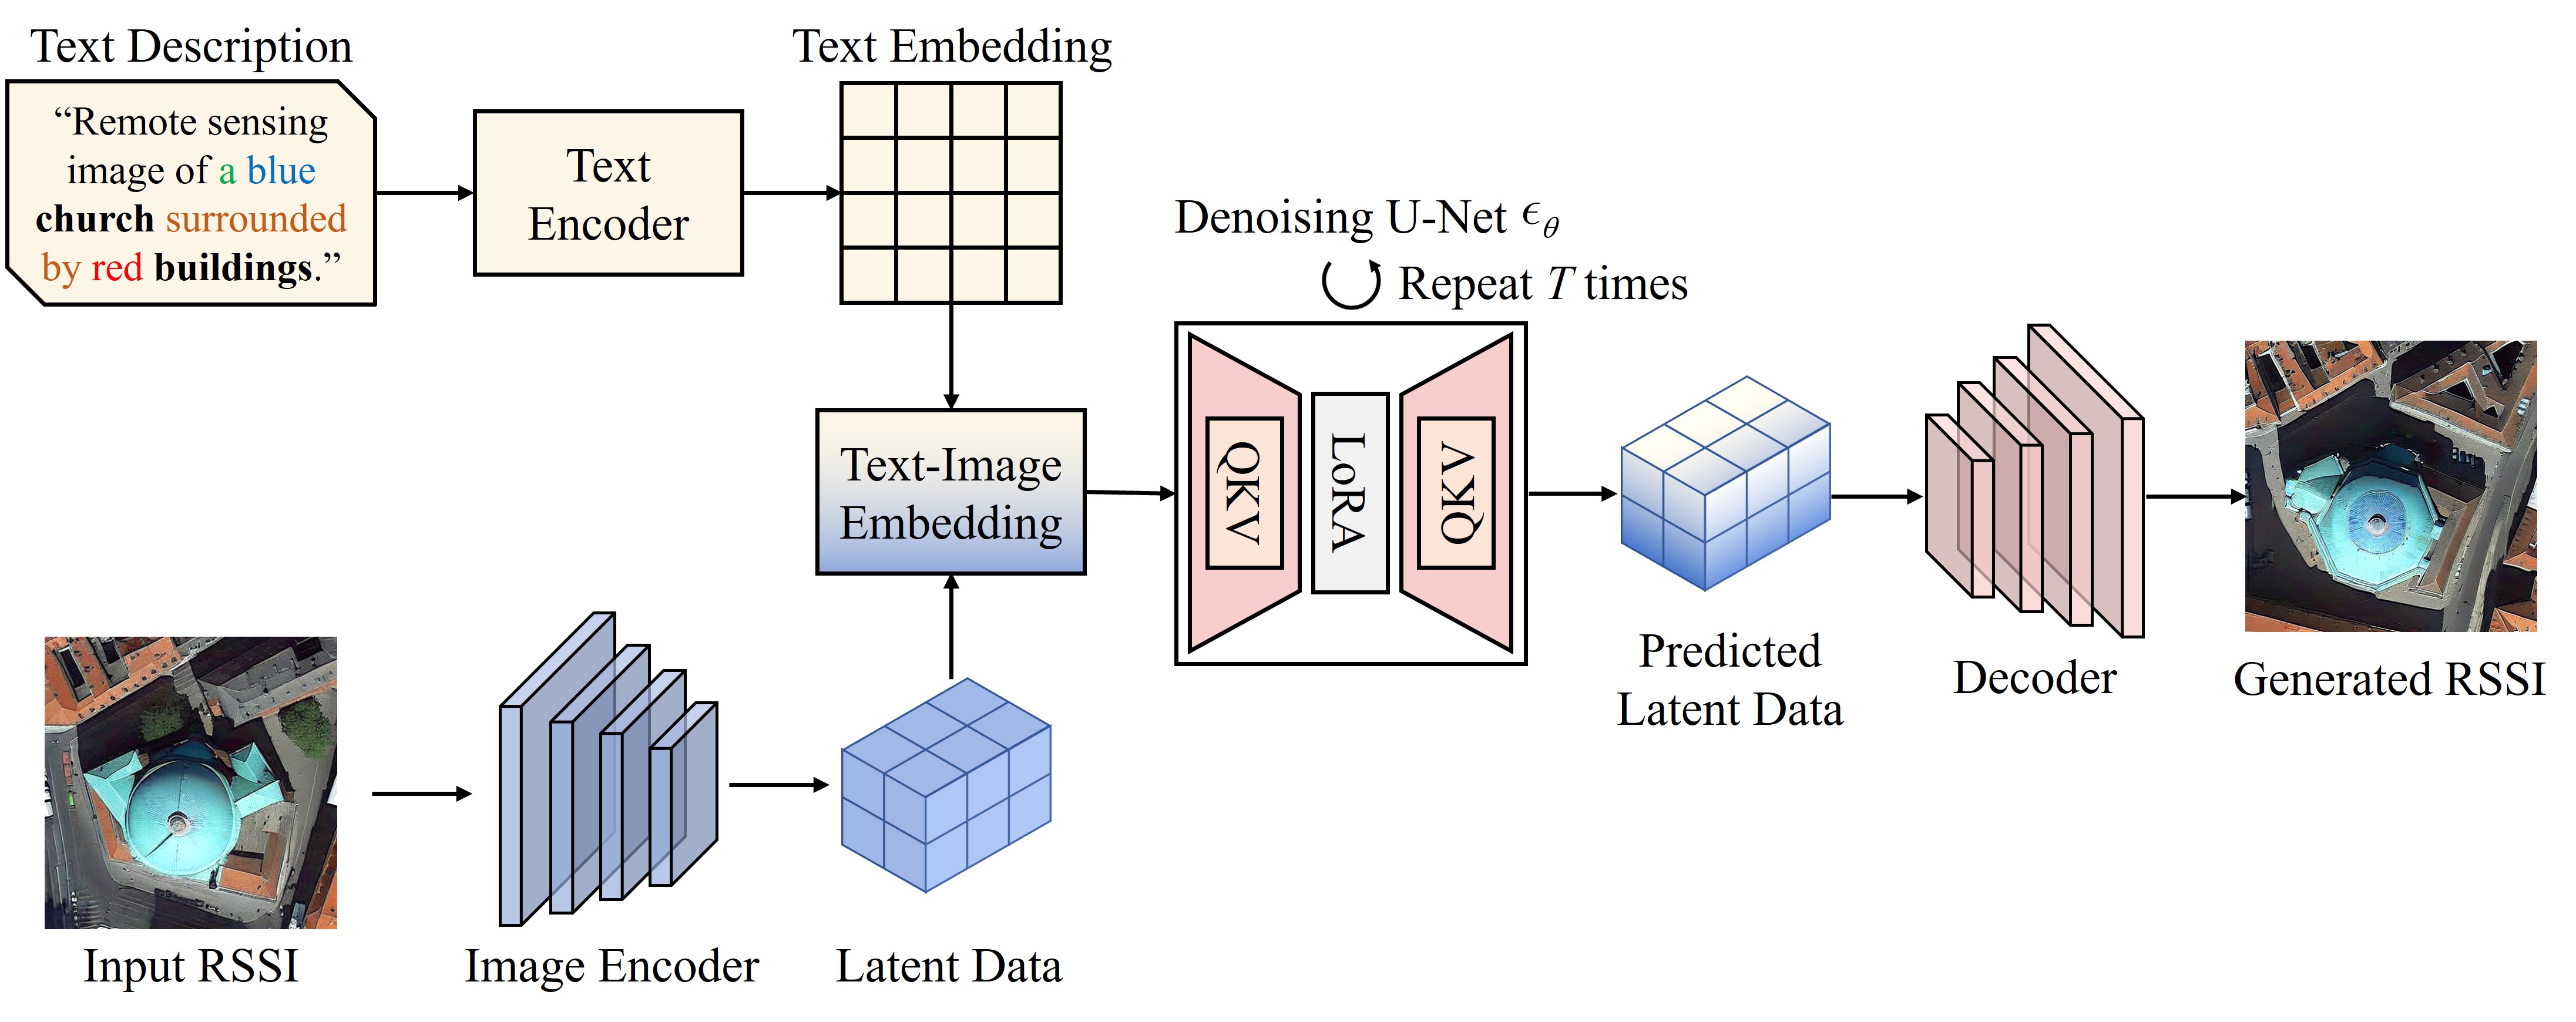 Text Description
“Remote sensing
image of a blue
church surrounded
by red buildings.”
Text
Encoder
Text Embedding
Denoising U-Net ϵθ
Repeat T times
Text-Image
Embedding
QKV
LoRA
QKV
Predicted
Latent Data
Decoder
Generated RSSI
Input RSSI
Image Encoder
Latent Data